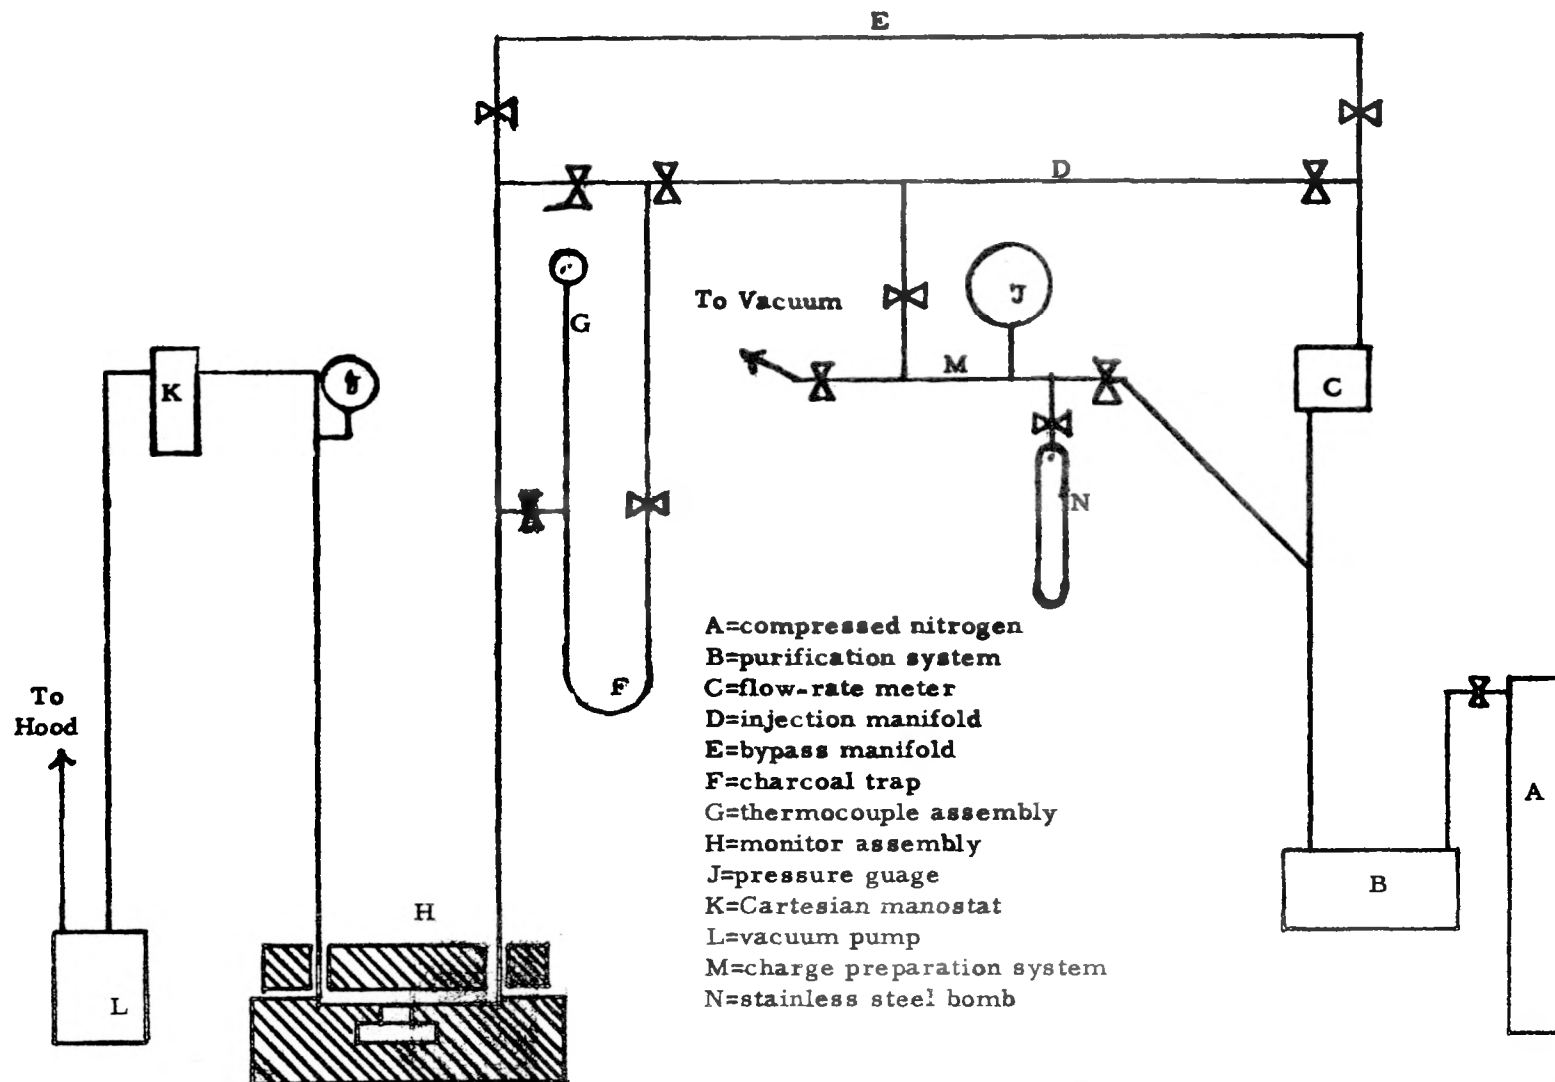 E
D
G
To Vacuum
J
M
K
J
C
N
F
A=compressed nitrogen
B=purification system
C=flow-rate meter
D=injection manifold
E=bypass manifold
F=charcoal trap
G=thermocouple assembly
H=monitor assembly
J=pressure guage
K=Cartesian manostat
L=vacuum pump
M=charge preparation system
N=stainless steel bomb
To
Hood
A
B
H
L